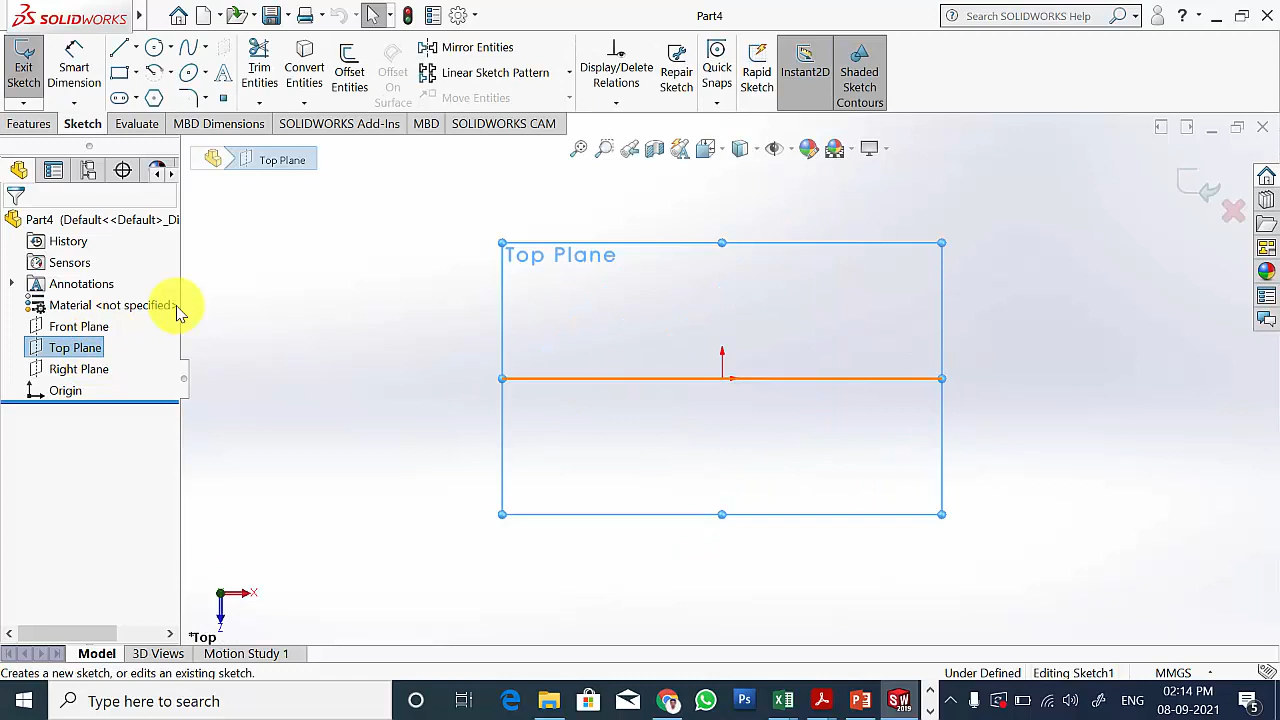 SOLIDWORKS
Part4
Search SOLIDWORKS Help
Exit Sketch
Smart Dimension
Trim Entities
Convert Entities
Offset Entities
Offset On Surface
Mirror Entities
Linear Sketch Pattern
Move Entities
Display/Delete Relations
Repair Sketch
Quick Snaps
Rapid Sketch
Instant2D
Shaded Sketch Contours
Features
Sketch
Evaluate
MBD Dimensions
SOLIDWORKS Add-Ins
MBD
SOLIDWORKS CAM
Top Plane
Part4 (Default<<Default>_Di
History
Sensors
Annotations
Material <not specified>
Front Plane
Top Plane
Right Plane
Origin
Top Plane
X
Z
*Top
Model
3D Views
Motion Study 1
Creates a new sketch, or edits an existing sketch.
Under Defined
Editing Sketch1
MMGS
Type here to search
ENG
02:14 PM
08-09-2021